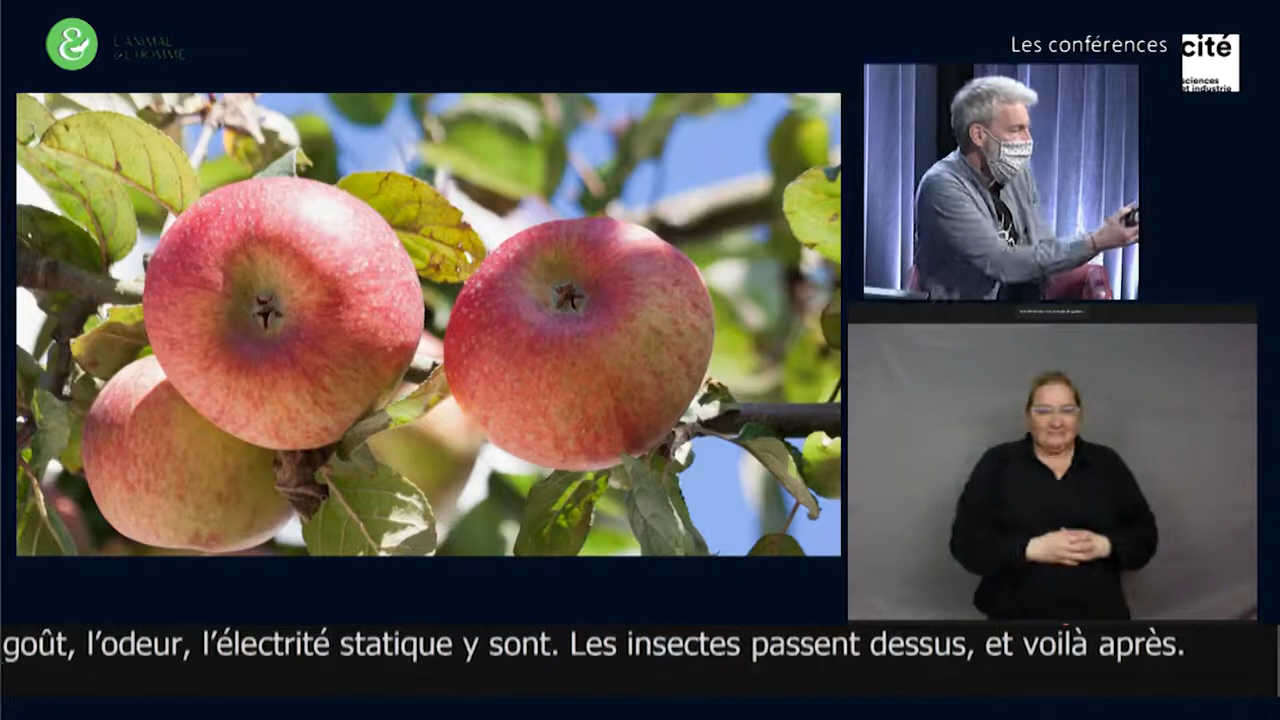 &
L'ANIMAL
& L'HOMME
Les conférences
cité
sciences
et industrie
goût, l'odeur, l'électrité statique y sont. Les insectes passent dessus, et voilà après.